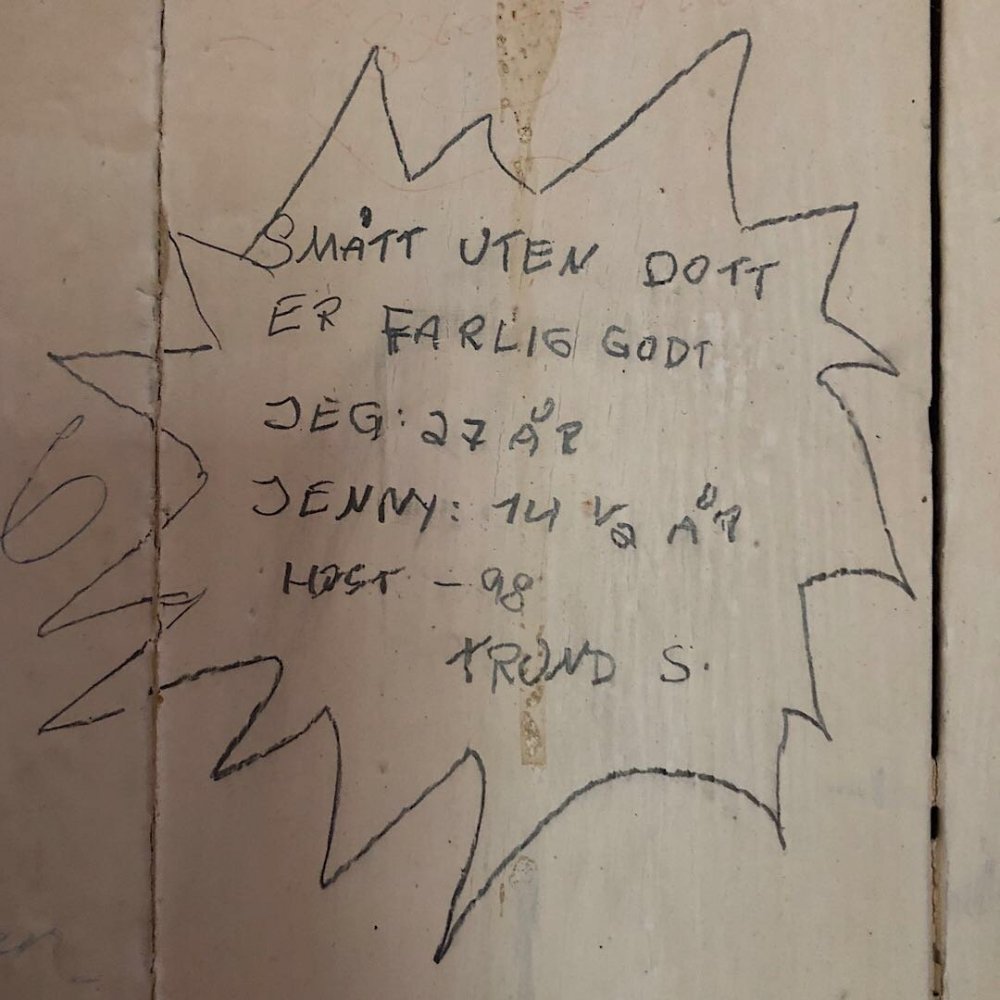 SMÅTT UTEN DOTT
ER FARLIG GODT
JEG: 27 ÅR
JENNY: 14 1/2 ÅR.
HØST - 98
TROND S.